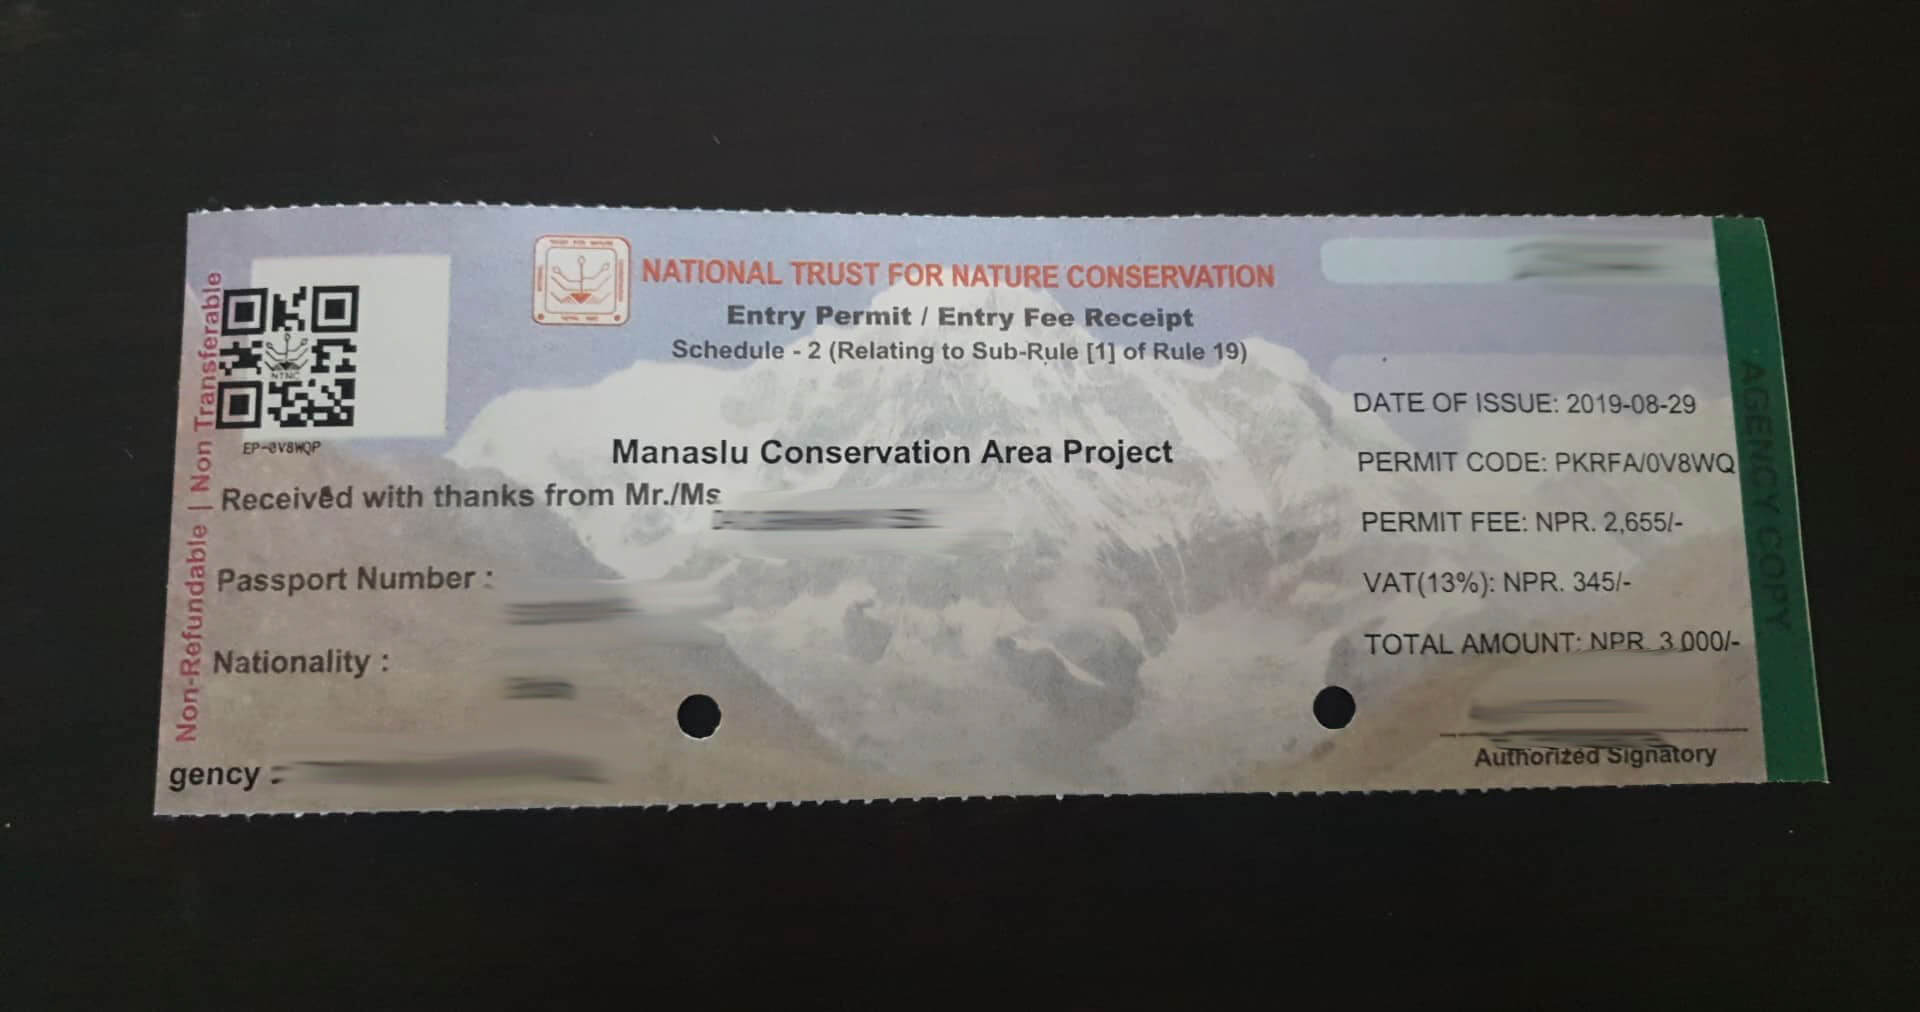 Non-Refundable | Non Transferable
NTNC
EP-0V8WQP
NATIONAL TRUST FOR NATURE CONSERVATION
Entry Permit / Entry Fee Receipt
Schedule - 2 (Relating to Sub-Rule [1] of Rule 19)
Manaslu Conservation Area Project
Received with thanks from Mr./Ms
Passport Number :
Nationality :
gency :
DATE OF ISSUE: 2019-08-29
PERMIT CODE: PKRFA/0V8WQ
PERMIT FEE: NPR. 2,655/-
VAT(13%): NPR. 345/-
TOTAL AMOUNT: NPR. 3,000/-
Authorized Signatory
AGENCY COPY